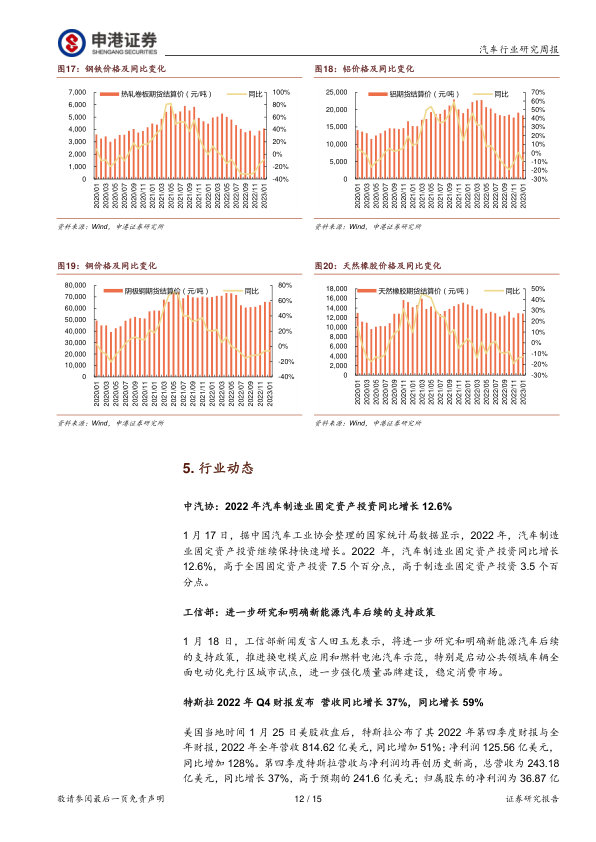 申港证券
SHENGANG SECURITIES
汽车行业研究周报
图17：钢铁价格及同比变化
热轧卷板期货结算价（元/吨） 同比
7,000 6,000 5,000 4,000 3,000 2,000 1,000 0
100% 80% 60% 40% 20% 0% -20% -40%
2020/01 2020/03 2020/05 2020/07 2020/09 2020/11 2021/01 2021/03 2021/05 2021/07 2021/09 2021/11 2022/01 2022/03 2022/05 2022/07 2022/09 2022/11 2023/01
资料来源：Wind，申港证券研究所
图18：铝价格及同比变化
铝期货结算价（元/吨） 同比
25,000 20,000 15,000 10,000 5,000 0
70% 60% 50% 40% 30% 20% 10% 0% -10% -20% -30%
2020/01 2020/03 2020/05 2020/07 2020/09 2020/11 2021/01 2021/03 2021/05 2021/07 2021/09 2021/11 2022/01 2022/03 2022/05 2022/07 2022/09 2022/11 2023/01
资料来源：Wind，申港证券研究所
图19：铜价格及同比变化
阴极铜期货结算价（元/吨） 同比
80,000 70,000 60,000 50,000 40,000 30,000 20,000 10,000 0
80% 60% 40% 20% 0% -20% -40%
2020/01 2020/03 2020/05 2020/07 2020/09 2020/11 2021/01 2021/03 2021/05 2021/07 2021/09 2021/11 2022/01 2022/03 2022/05 2022/07 2022/09 2022/11 2023/01
资料来源：Wind，申港证券研究所
图20：天然橡胶价格及同比变化
天然橡胶期货结算价（元/吨） 同比
18,000 16,000 14,000 12,000 10,000 8,000 6,000 4,000 2,000 0
50% 40% 30% 20% 10% 0% -10% -20% -30%
2020/01 2020/03 2020/05 2020/07 2020/09 2020/11 2021/01 2021/03 2021/05 2021/07 2021/09 2021/11 2022/01 2022/03 2022/05 2022/07 2022/09 2022/11 2023/01
资料来源：Wind，申港证券研究所
5. 行业动态
中汽协：2022 年汽车制造业固定资产投资同比增长 12.6%
1 月 17 日，据中国汽车工业协会整理的国家统计局数据显示，2022 年，汽车制造
业固定资产投资继续保持快速增长。2022 年，汽车制造业固定资产投资同比增长
12.6%，高于全国固定资产投资 7.5 个百分点，高于制造业固定资产投资 3.5 个百
分点。
工信部：进一步研究和明确新能源汽车后续的支持政策
1 月 18 日，工信部新闻发言人田玉龙表示，将进一步研究和明确新能源汽车后续
的支持政策，推进换电模式应用和燃料电池汽车示范，特别是启动公共领域车辆全
面电动化先行区城市试点，进一步强化质量品牌建设，稳定消费市场。
特斯拉 2022 年 Q4 财报发布 营收同比增长 37%，同比增长 59%
美国当地时间 1 月 25 日美股收盘后，特斯拉公布了其 2022 年第四季度财报与全
年财报，2022 年全年营收 814.62 亿美元，同比增加 51%；净利润 125.56 亿美元，
同比增加 128%。第四季度特斯拉营收与净利润均再创历史新高，总营收为 243.18
亿美元，同比增长 37%，高于预期的 241.6 亿美元；归属股东的净利润为 36.87 亿
敬请参阅最后一页免责声明
12 / 15
证券研究报告